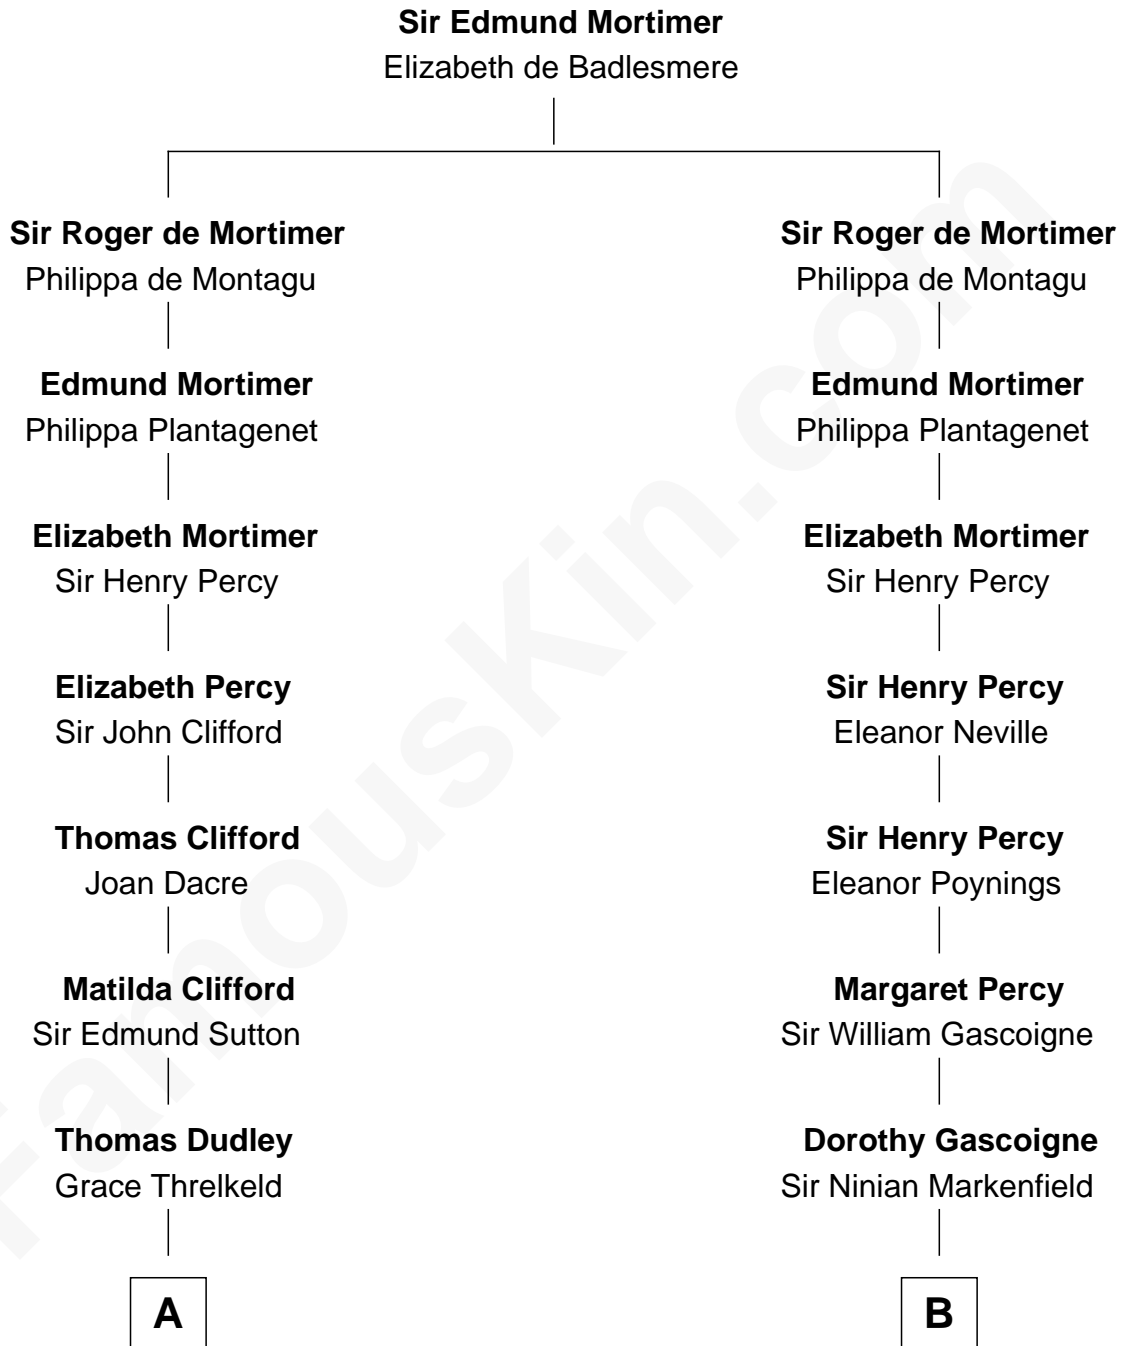 Sir Edmund Mortimer
Elizabeth de Badlesmere
Sir Roger de Mortimer
Philippa de Montagu
Sir Roger de Mortimer
Philippa de Montagu
Edmund Mortimer
Philippa Plantagenet
Edmund Mortimer
Philippa Plantagenet
Elizabeth Mortimer
Sir Henry Percy
Elizabeth Mortimer
Sir Henry Percy
Elizabeth Percy
Sir John Clifford
Sir Henry Percy
Eleanor Neville
Thomas Clifford
Joan Dacre
Sir Henry Percy
Eleanor Poynings
Matilda Clifford
Sir Edmund Sutton
Margaret Percy
Sir William Gascoigne
Thomas Dudley
Grace Threlkeld
Dorothy Gascoigne
Sir Ninian Markenfield
A
B
FamousKin.com